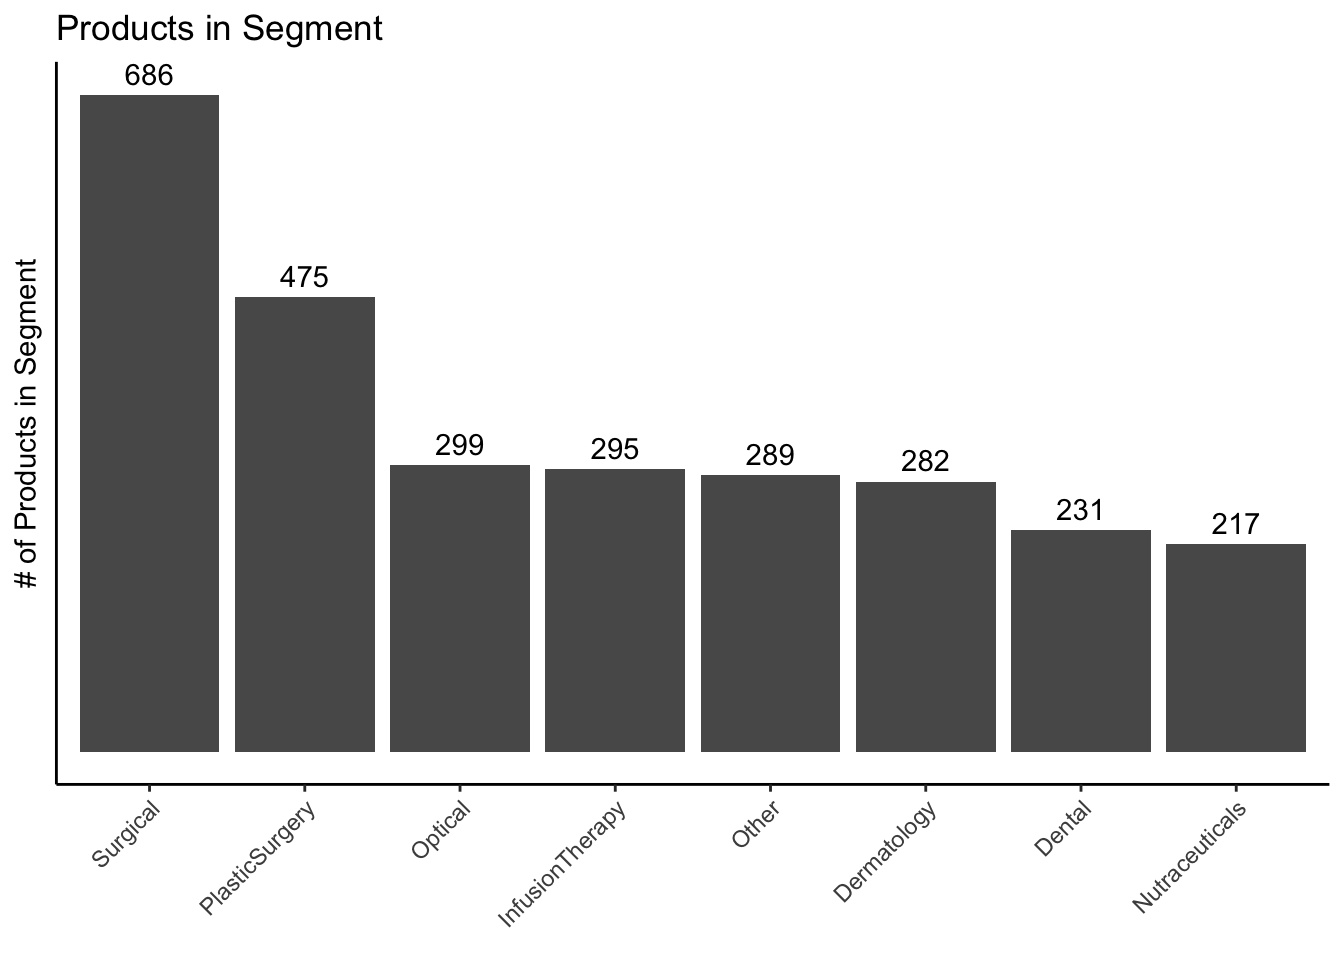 Products in Segment
# of Products in Segment
686
475
299
295
289
282
231
217
Surgical
PlasticSurgery
Optical
InfusionTherapy
Other
Dermatology
Dental
Nutraceuticals